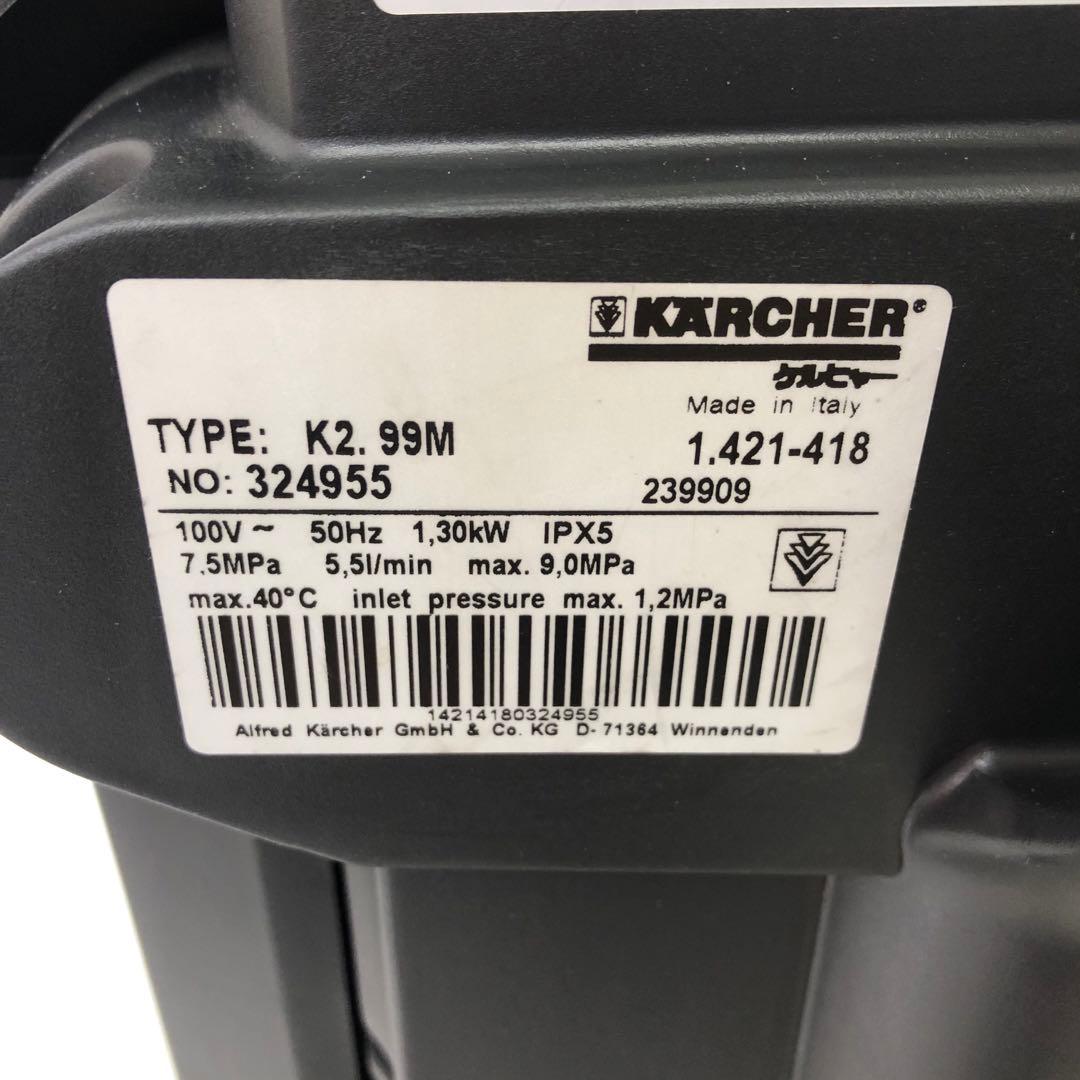 KÄRCHER®
ケルヒャー
Made in Italy
TYPE: K2. 99M 1.421-418
NO: 324955 239909
100V ~ 50Hz 1,30kW IPX5
7.5MPa 5,5l/min max. 9,0MPa
max.40°C inlet pressure max. 1,2MPa
14214180324955
Alfred Kärcher GmbH & Co. KG D-71364 Winnenden